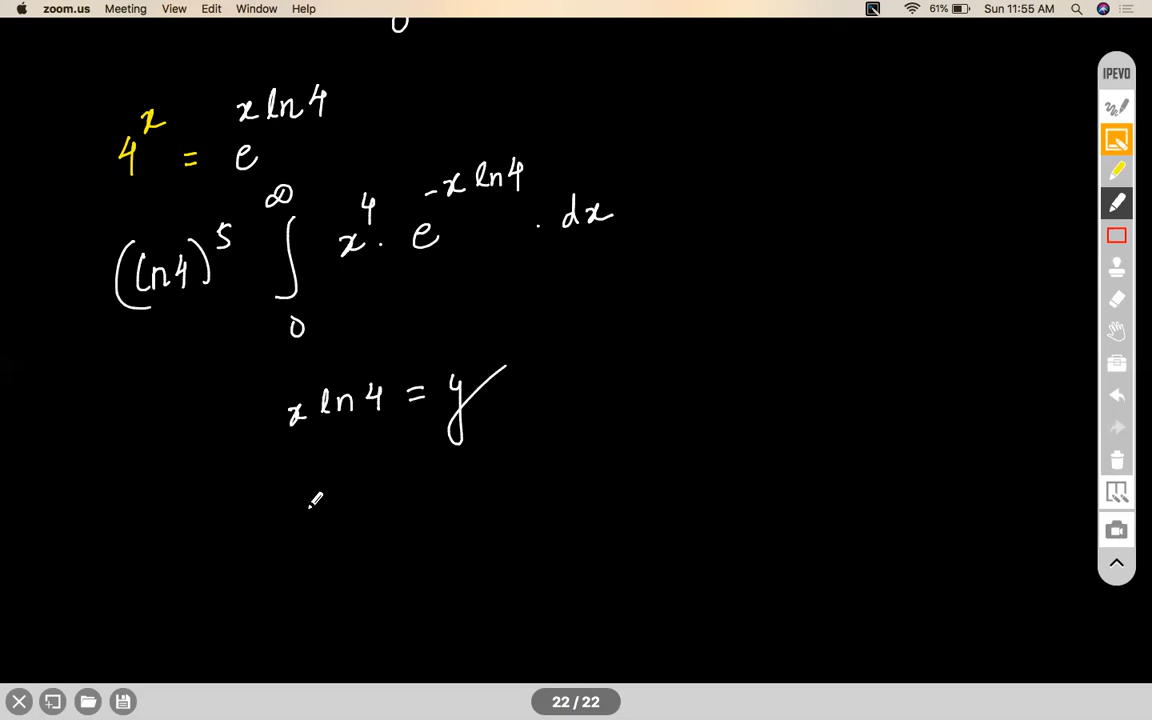 zoom.us Meeting View Edit Window Help 61% Sun 11:55 AM
0
4^x = e^{x ln 4}
(ln 4)^5 ∫_0^∞ x^4 · e^{-x ln 4} · dx
x ln 4 = y
IPEVO
22 / 22